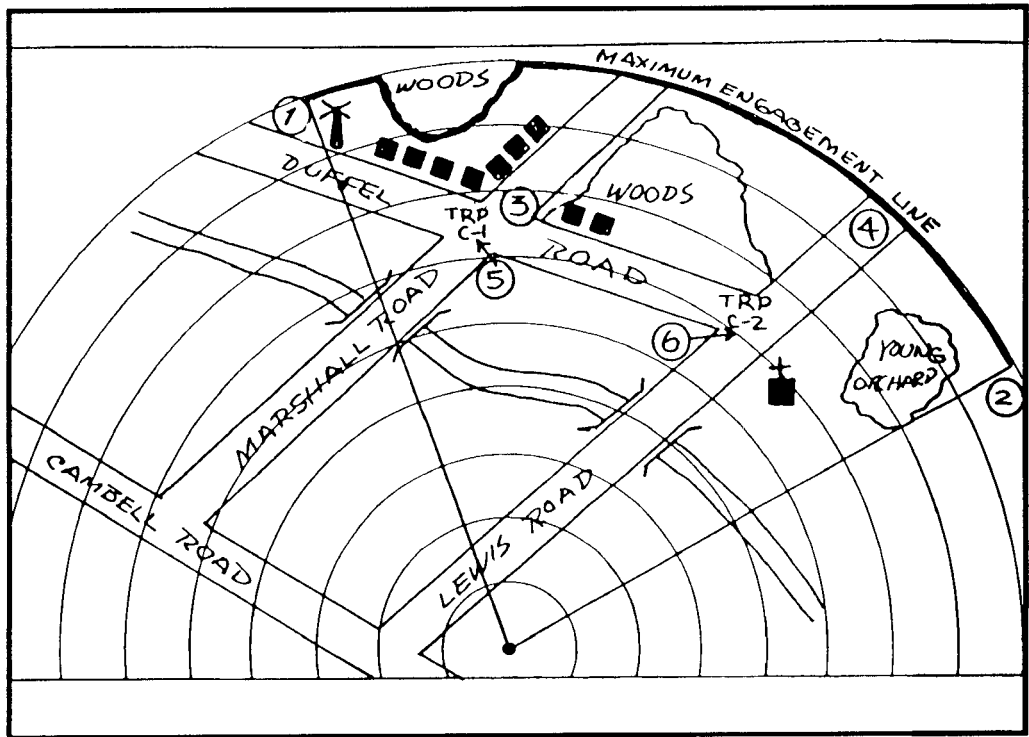 MAXIMUM ENGAGEMENT LINE
WOODS
1
DUFFEL
ROAD
WOODS
3
TRP
C-1
4
5
MARSHALL ROAD
TRP
C-2
6
YOUNG
ORCHARD
2
CAMBELL ROAD
LEWIS ROAD